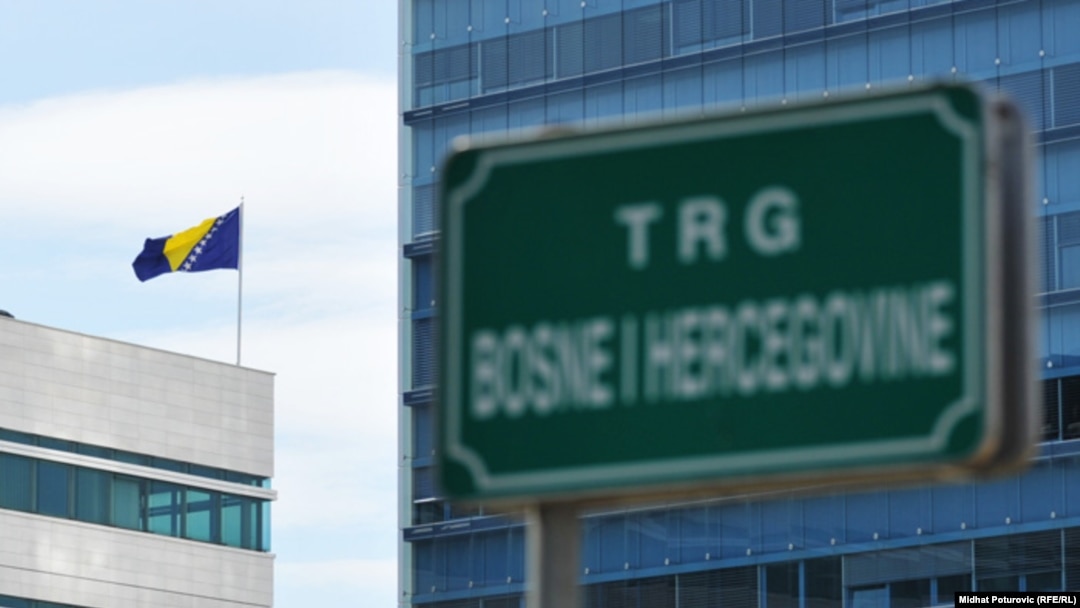 TRG
BOSNE I HERCEGOVINE
Midhat Poturovic (RFE/RL)